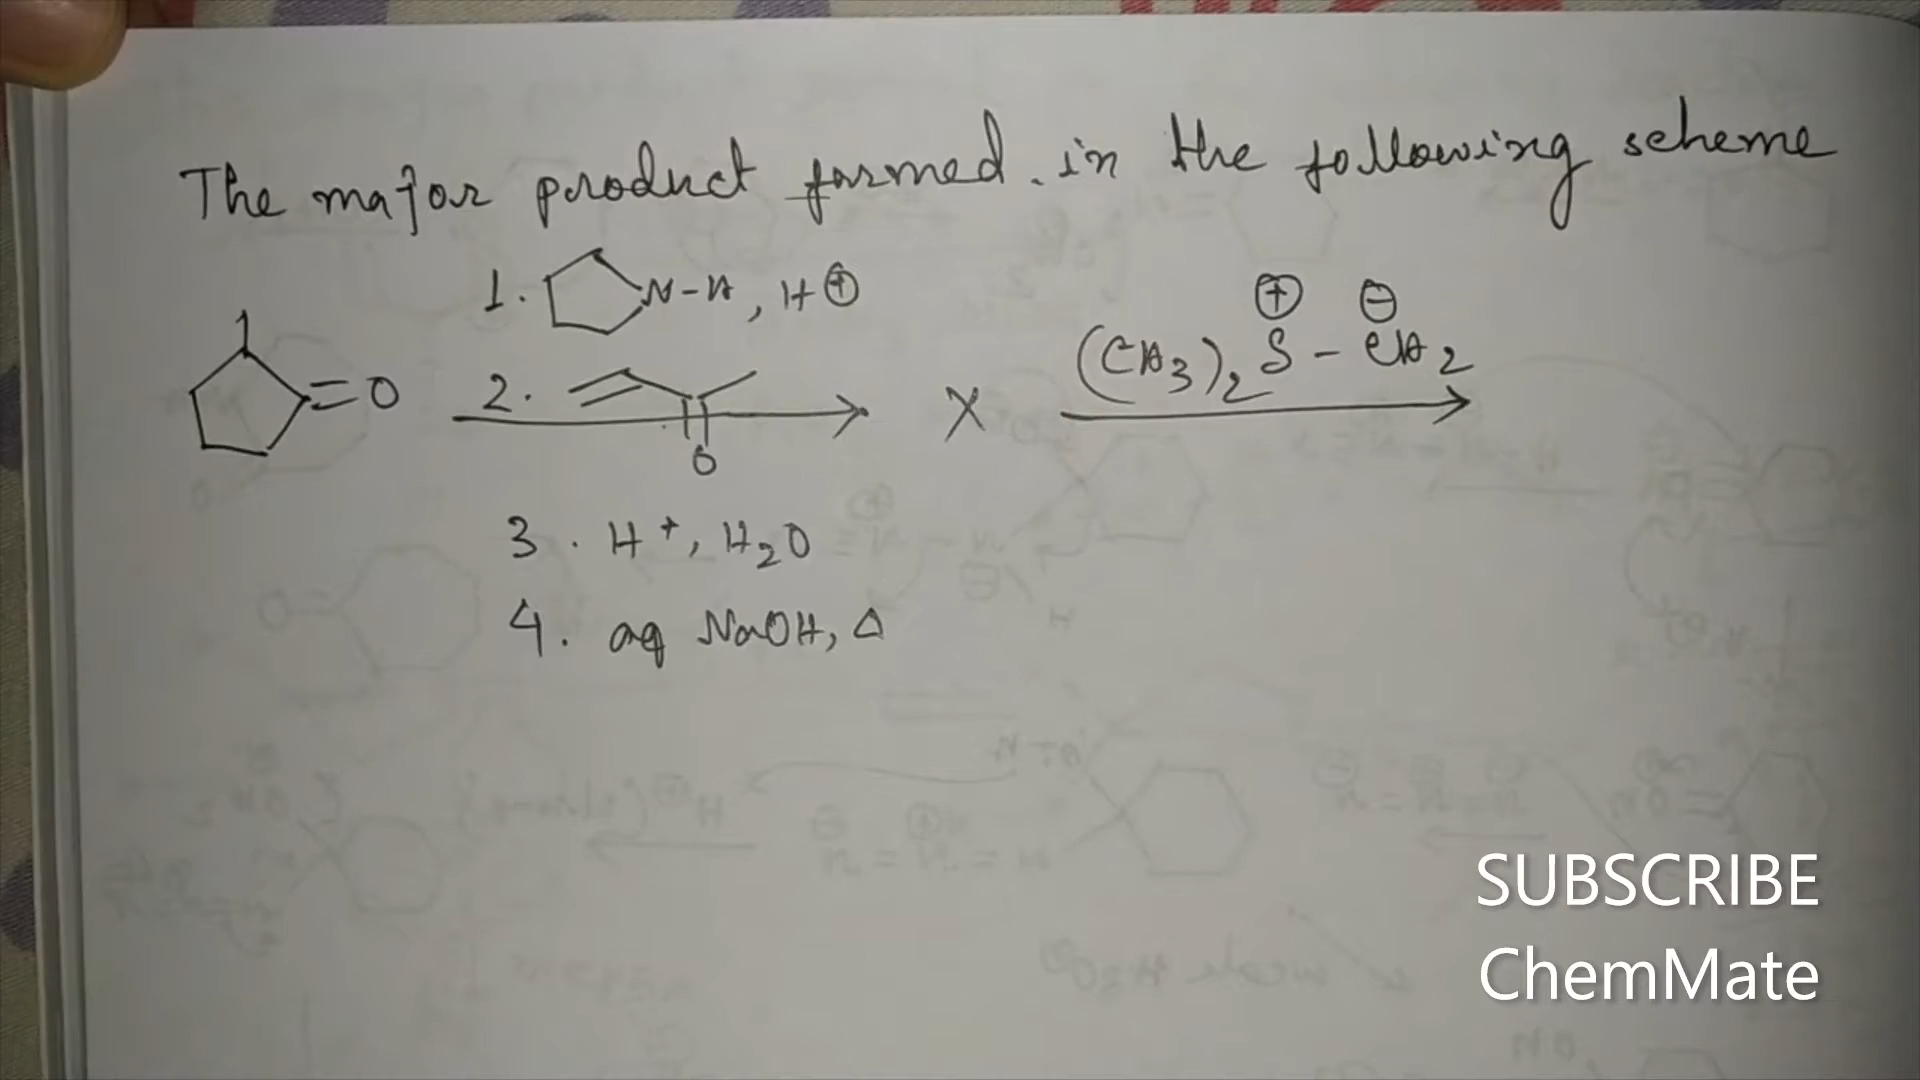 The major product formed in the following scheme
1. N-H, H⊕
=O
2.
O
X
(CH3)2 S⊕ - CH2⊖
3. H+, H2O
4. aq NaOH, Δ
SUBSCRIBE
ChemMate